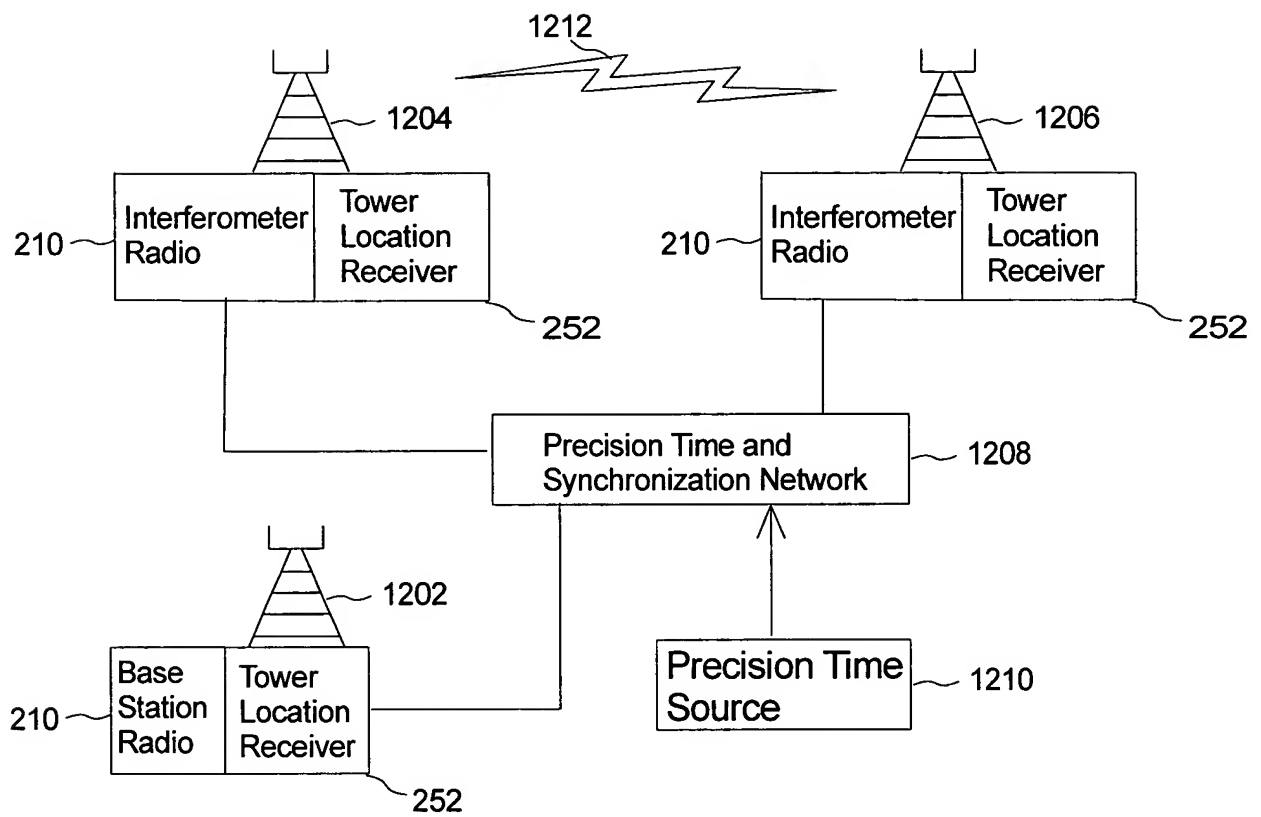 1212
1204
1206
Interferometer
Radio
Tower
Location
Receiver
210
252
Interferometer
Radio
Tower
Location
Receiver
210
252
Precision Time and
Synchronization Network
1208
1202
Base
Station
Radio
Tower
Location
Receiver
210
252
Precision Time
Source
1210